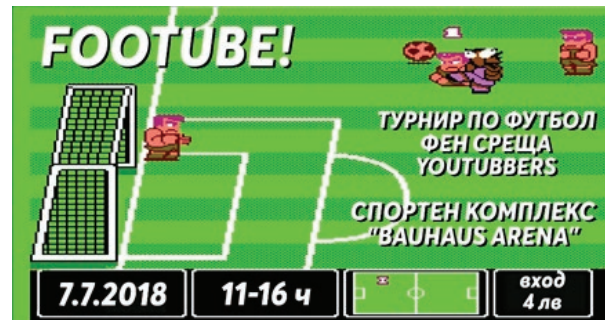 FOOTUBE!
1
ТУРНИР ПО ФУТБОЛ
ФЕН СРЕЩА
YOUTUBBERS
СПОРТЕН КОМПЛЕКС
"BAUHAUS ARENA"
7.7.2018
11-16 ч
вход
4 лв